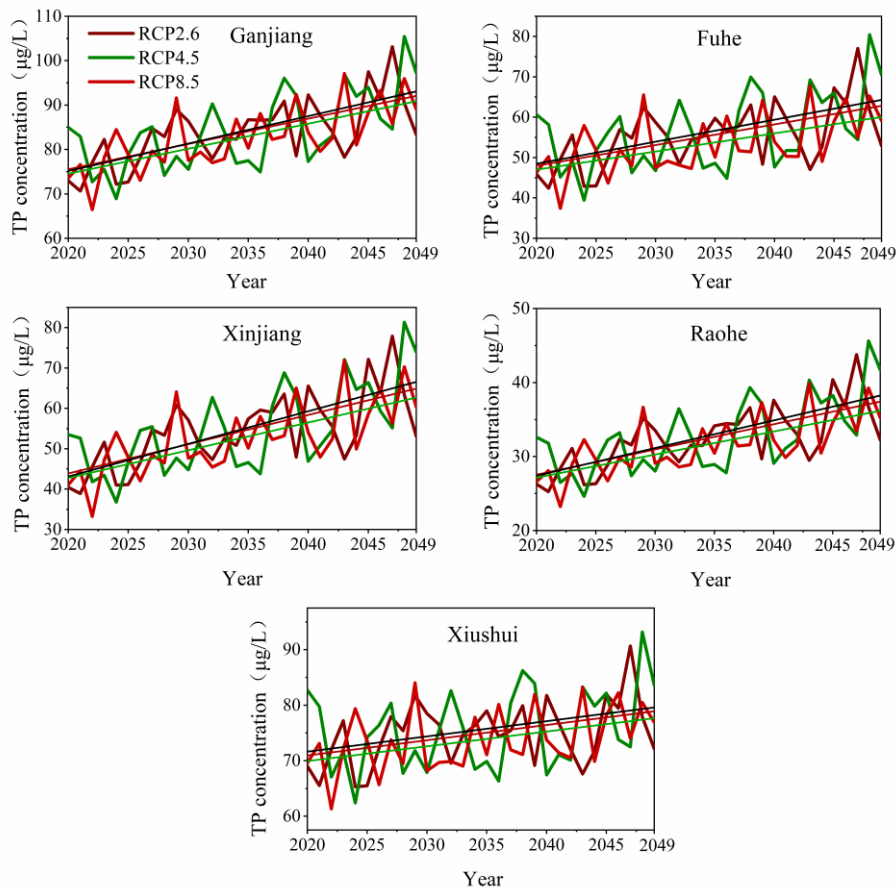 Ganjiang
RCP2.6
RCP4.5
RCP8.5
TP concentration（μg/L）
110
100
90
80
70
60
2020 2025 2030 2035 2040 2045 2049
Year
Fuhe
TP concentration（μg/L）
80
70
60
50
40
30
2020 2025 2030 2035 2040 2045 2049
Year
Xinjiang
TP concentration（μg/L）
80
70
60
50
40
30
2020 2025 2030 2035 2040 2045 2049
Year
Raohe
TP concentration（μg/L）
50
40
30
20
2020 2025 2030 2035 2040 2045 2049
Year
Xiushui
TP concentration（μg/L）
90
80
70
60
2020 2025 2030 2035 2040 2045 2049
Year